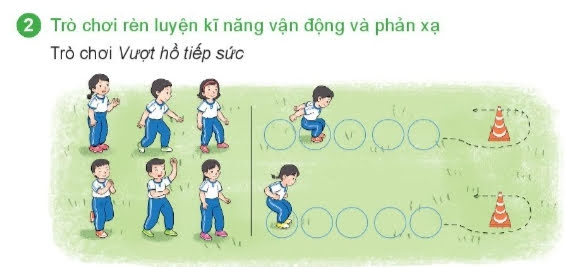 2 Trò chơi rèn luyện kĩ năng vận động và phản xạ
Trò chơi Vượt hồ tiếp sức